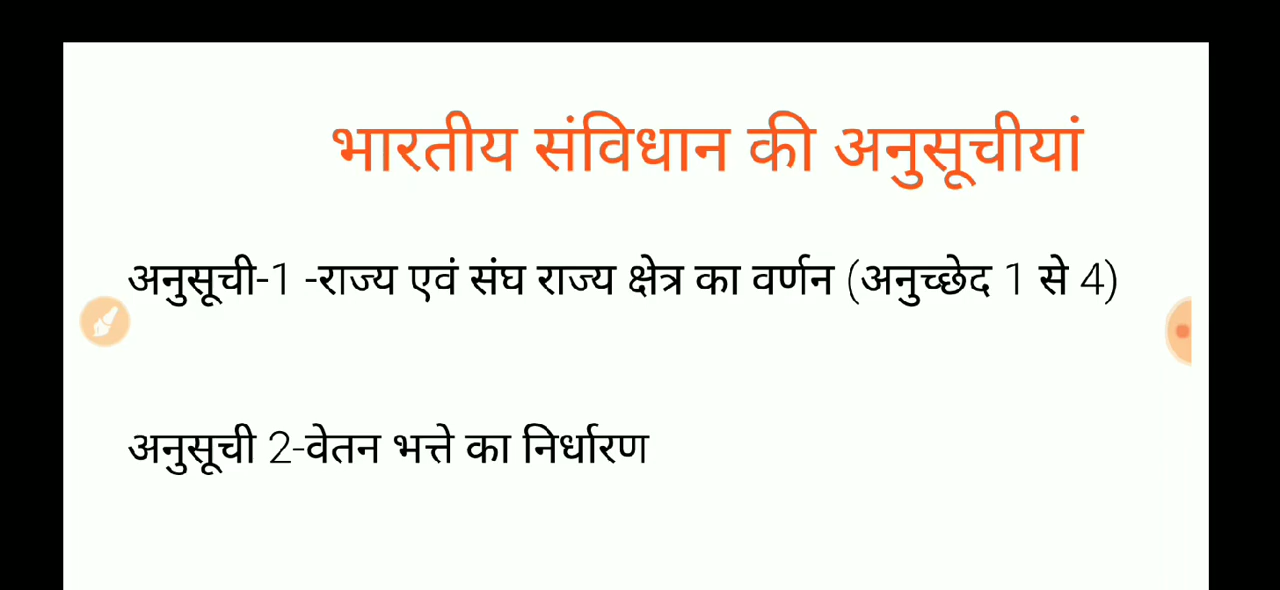 भारतीय संविधान की अनुसूचीयां
अनुसूची-1 -राज्य एवं संघ राज्य क्षेत्र का वर्णन (अनुच्छेद 1 से 4)
अनुसूची 2-वेतन भत्ते का निर्धारण